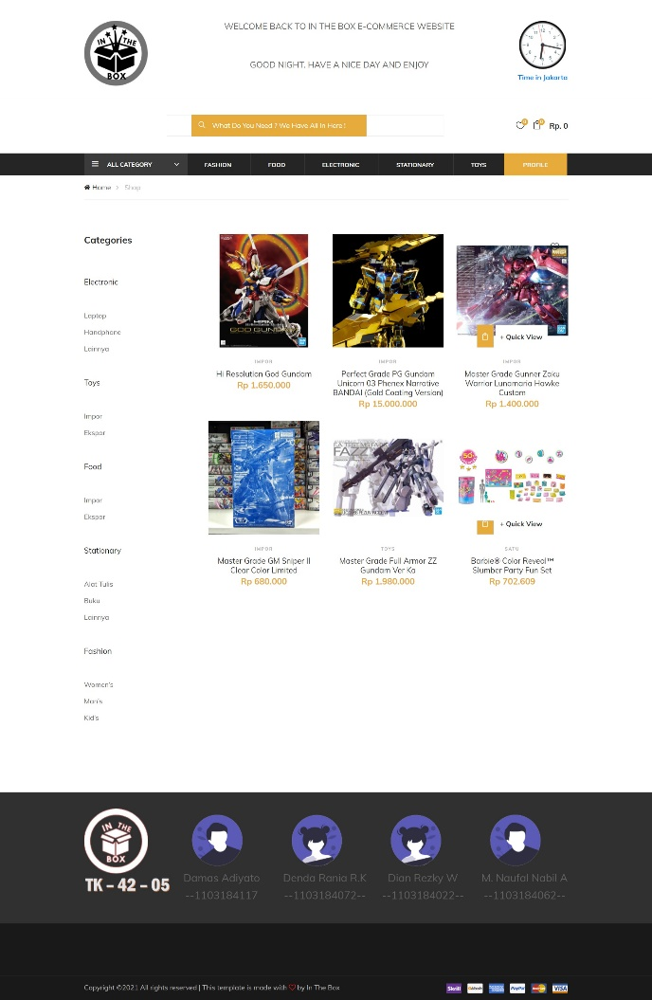 IN THE BOX
WELCOME BACK TO IN THE BOX E-COMMERCE WEBSITE
GOOD NIGHT, HAVE A NICE DAY AND ENJOY
Time in Jakarta
What Do You Need ? We Have All In Here !
Rp. 0
ALL CATEGORY
FASHION
FOOD
ELECTRONIC
STATIONARY
TOYS
PROFILE
Home
Shop
Categories
Electronic
Laptop
Handphone
Lainnya
Toys
Impor
Ekspor
Food
Impor
Ekspor
Stationary
Alat Tulis
Buku
Lainnya
Fashion
Women's
Man's
Kid's
GOD GUNDAM
IMPOR
Hi Resolution God Gundam
Rp 1.650.000
IMPOR
Perfect Grade PG Gundam
Unicorn 03 Phenex Narrative
BANDAI (Gold Coating Version)
Rp 15.000.000
+ Quick View
IMPOR
Master Grade Gunner Zaku
Warrior Lunamaria Hawke
Custom
Rp 1.400.000
IMPOR
Master Grade GM Sniper II
Clear Color Limited
Rp 680.000
FAZZ
TOYS
Master Grade Full Armor ZZ
Gundam Ver Ka
Rp 1.980.000
50+
+ Quick View
SATU
Barbie® Color Reveal™
Slumber Party Fun Set
Rp 702.609
IN THE BOX
TK - 42 - 05
Damas Adiyato
--1103184117
Denda Rania R.K
--1103184072--
Dian Rezky W
--1103184022--
M. Naufal Nabil A
--1103184062--
Copyright ©2021 All rights reserved | This template is made with
by In The Box
Skrill
PayPal
VISA